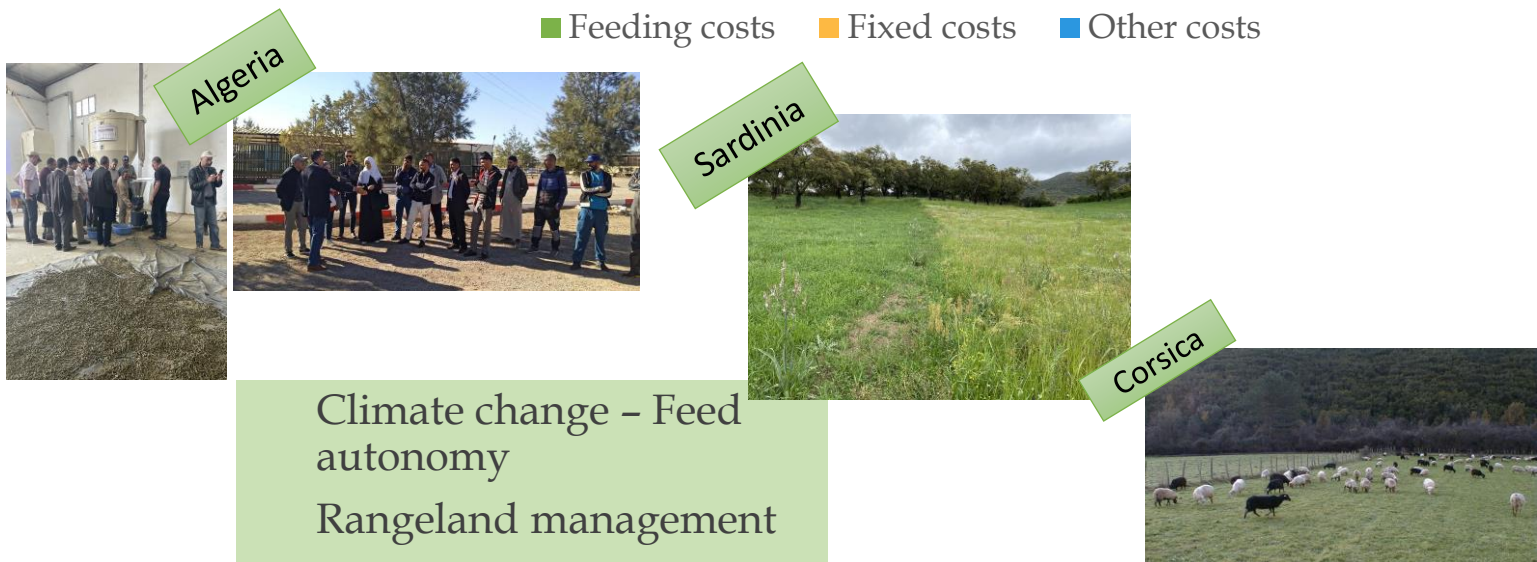 Feeding costs Fixed costs Other costs
Algeria
Sardinia
Corsica
Climate change – Feed
autonomy
Rangeland management